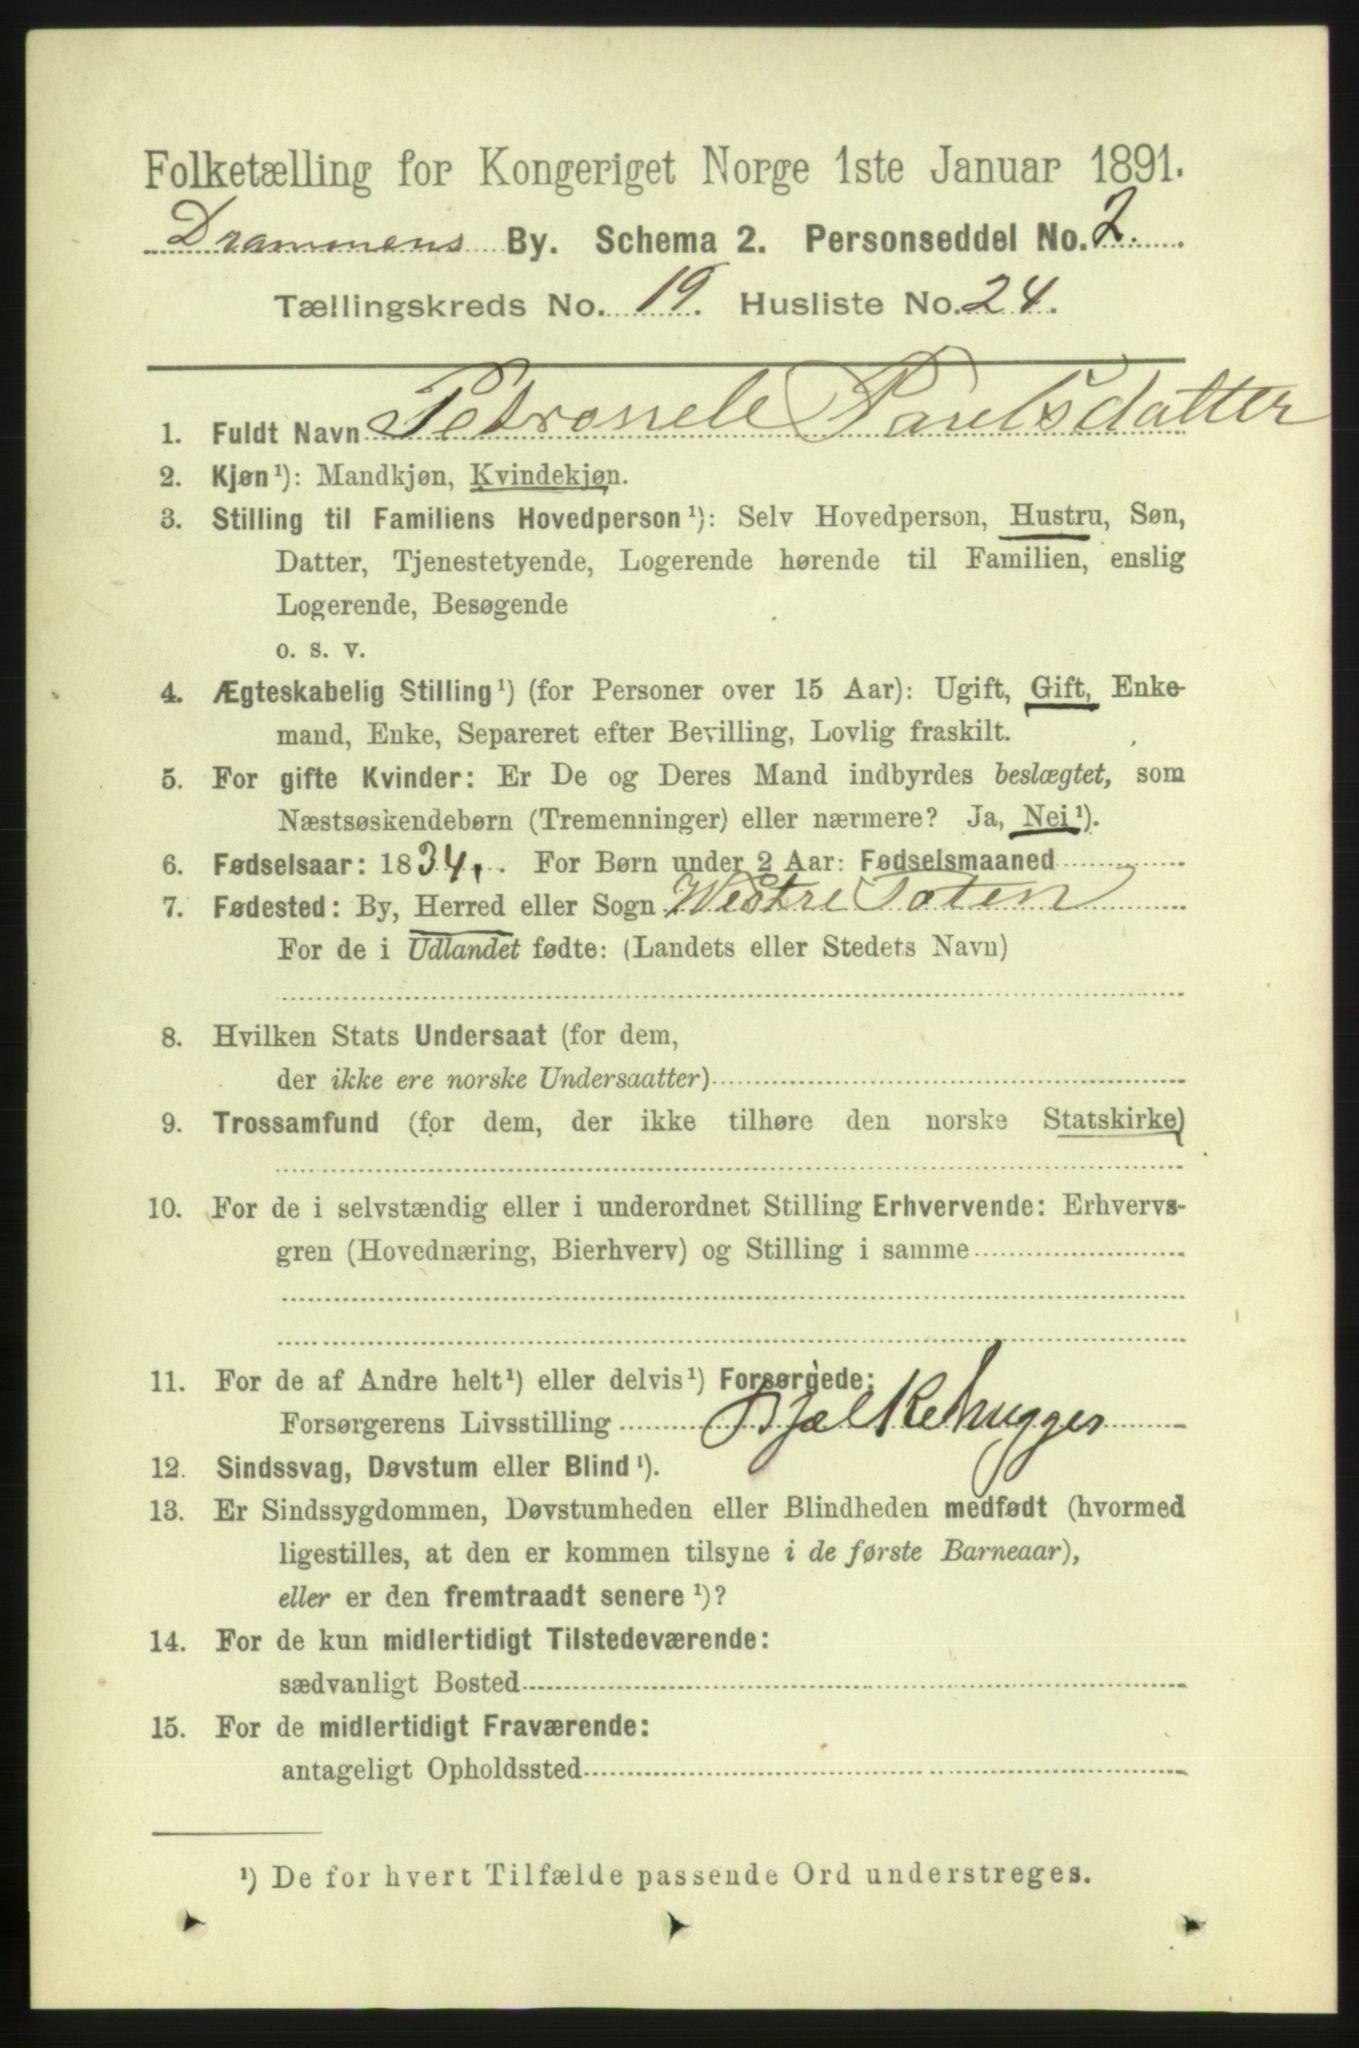 Folketælling for Kongeriget Norge 1ste Januar 1891.
Drammens By. Schema 2. Personseddel No. 2.
Tællingskreds No. 19. Husliste No. 24.
1. Fuldt Navn Petronele Paulsdatter
2. Kjøn¹): Mandkjøn, Kvindekjøn.
3. Stilling til Familiens Hovedperson¹): Selv Hovedperson, Hustru, Søn,
Datter, Tjenestetyende, Logerende hørende til Familien, enslig
Logerende, Besøgende
o. s. v.
4. Ægteskabelig Stilling¹) (for Personer over 15 Aar): Ugift, Gift, Enke-
mand, Enke, Separeret efter Bevilling, Lovlig fraskilt.
5. For gifte Kvinder: Er De og Deres Mand indbyrdes beslægtet, som
Næstsøskendebørn (Tremenninger) eller nærmere? Ja, Nei¹).
6. Fødselsaar: 1834. For Børn under 2 Aar: Fødselsmaaned
7. Fødested: By, Herred eller Sogn Westre Toten
For de i Udlandet fødte: (Landets eller Stedets Navn)
8. Hvilken Stats Undersaat (for dem,
der ikke ere norske Undersaatter)
9. Trossamfund (for dem, der ikke tilhøre den norske Statskirke)
10. For de i selvstændig eller i underordnet Stilling Erhvervende: Erhvervs-
gren (Hovednæring, Bierhverv) og Stilling i samme
11. For de af Andre helt¹) eller delvis¹) Forsørgede:
Forsørgerens Livsstilling Bjælkehugger
12. Sindssvag, Døvstum eller Blind¹).
13. Er Sindssygdommen, Døvstumheden eller Blindheden medfødt (hvormed
ligestilles, at den er kommen tilsyne i de første Barneaar),
eller er den fremtraadt senere¹)?
14. For de kun midlertidigt Tilstedeværende:
sædvanligt Bosted
15. For de midlertidigt Fraværende:
antageligt Opholdssted
¹) De for hvert Tilfælde passende Ord understreges.